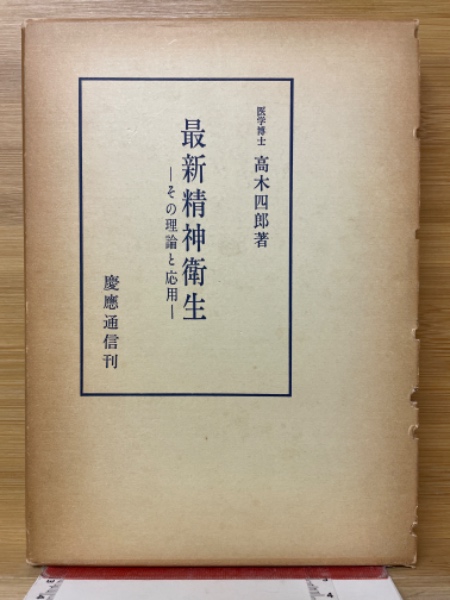 医学博士 高木四郎著
最新精神衛生
―その理論と応用―
慶應通信刊